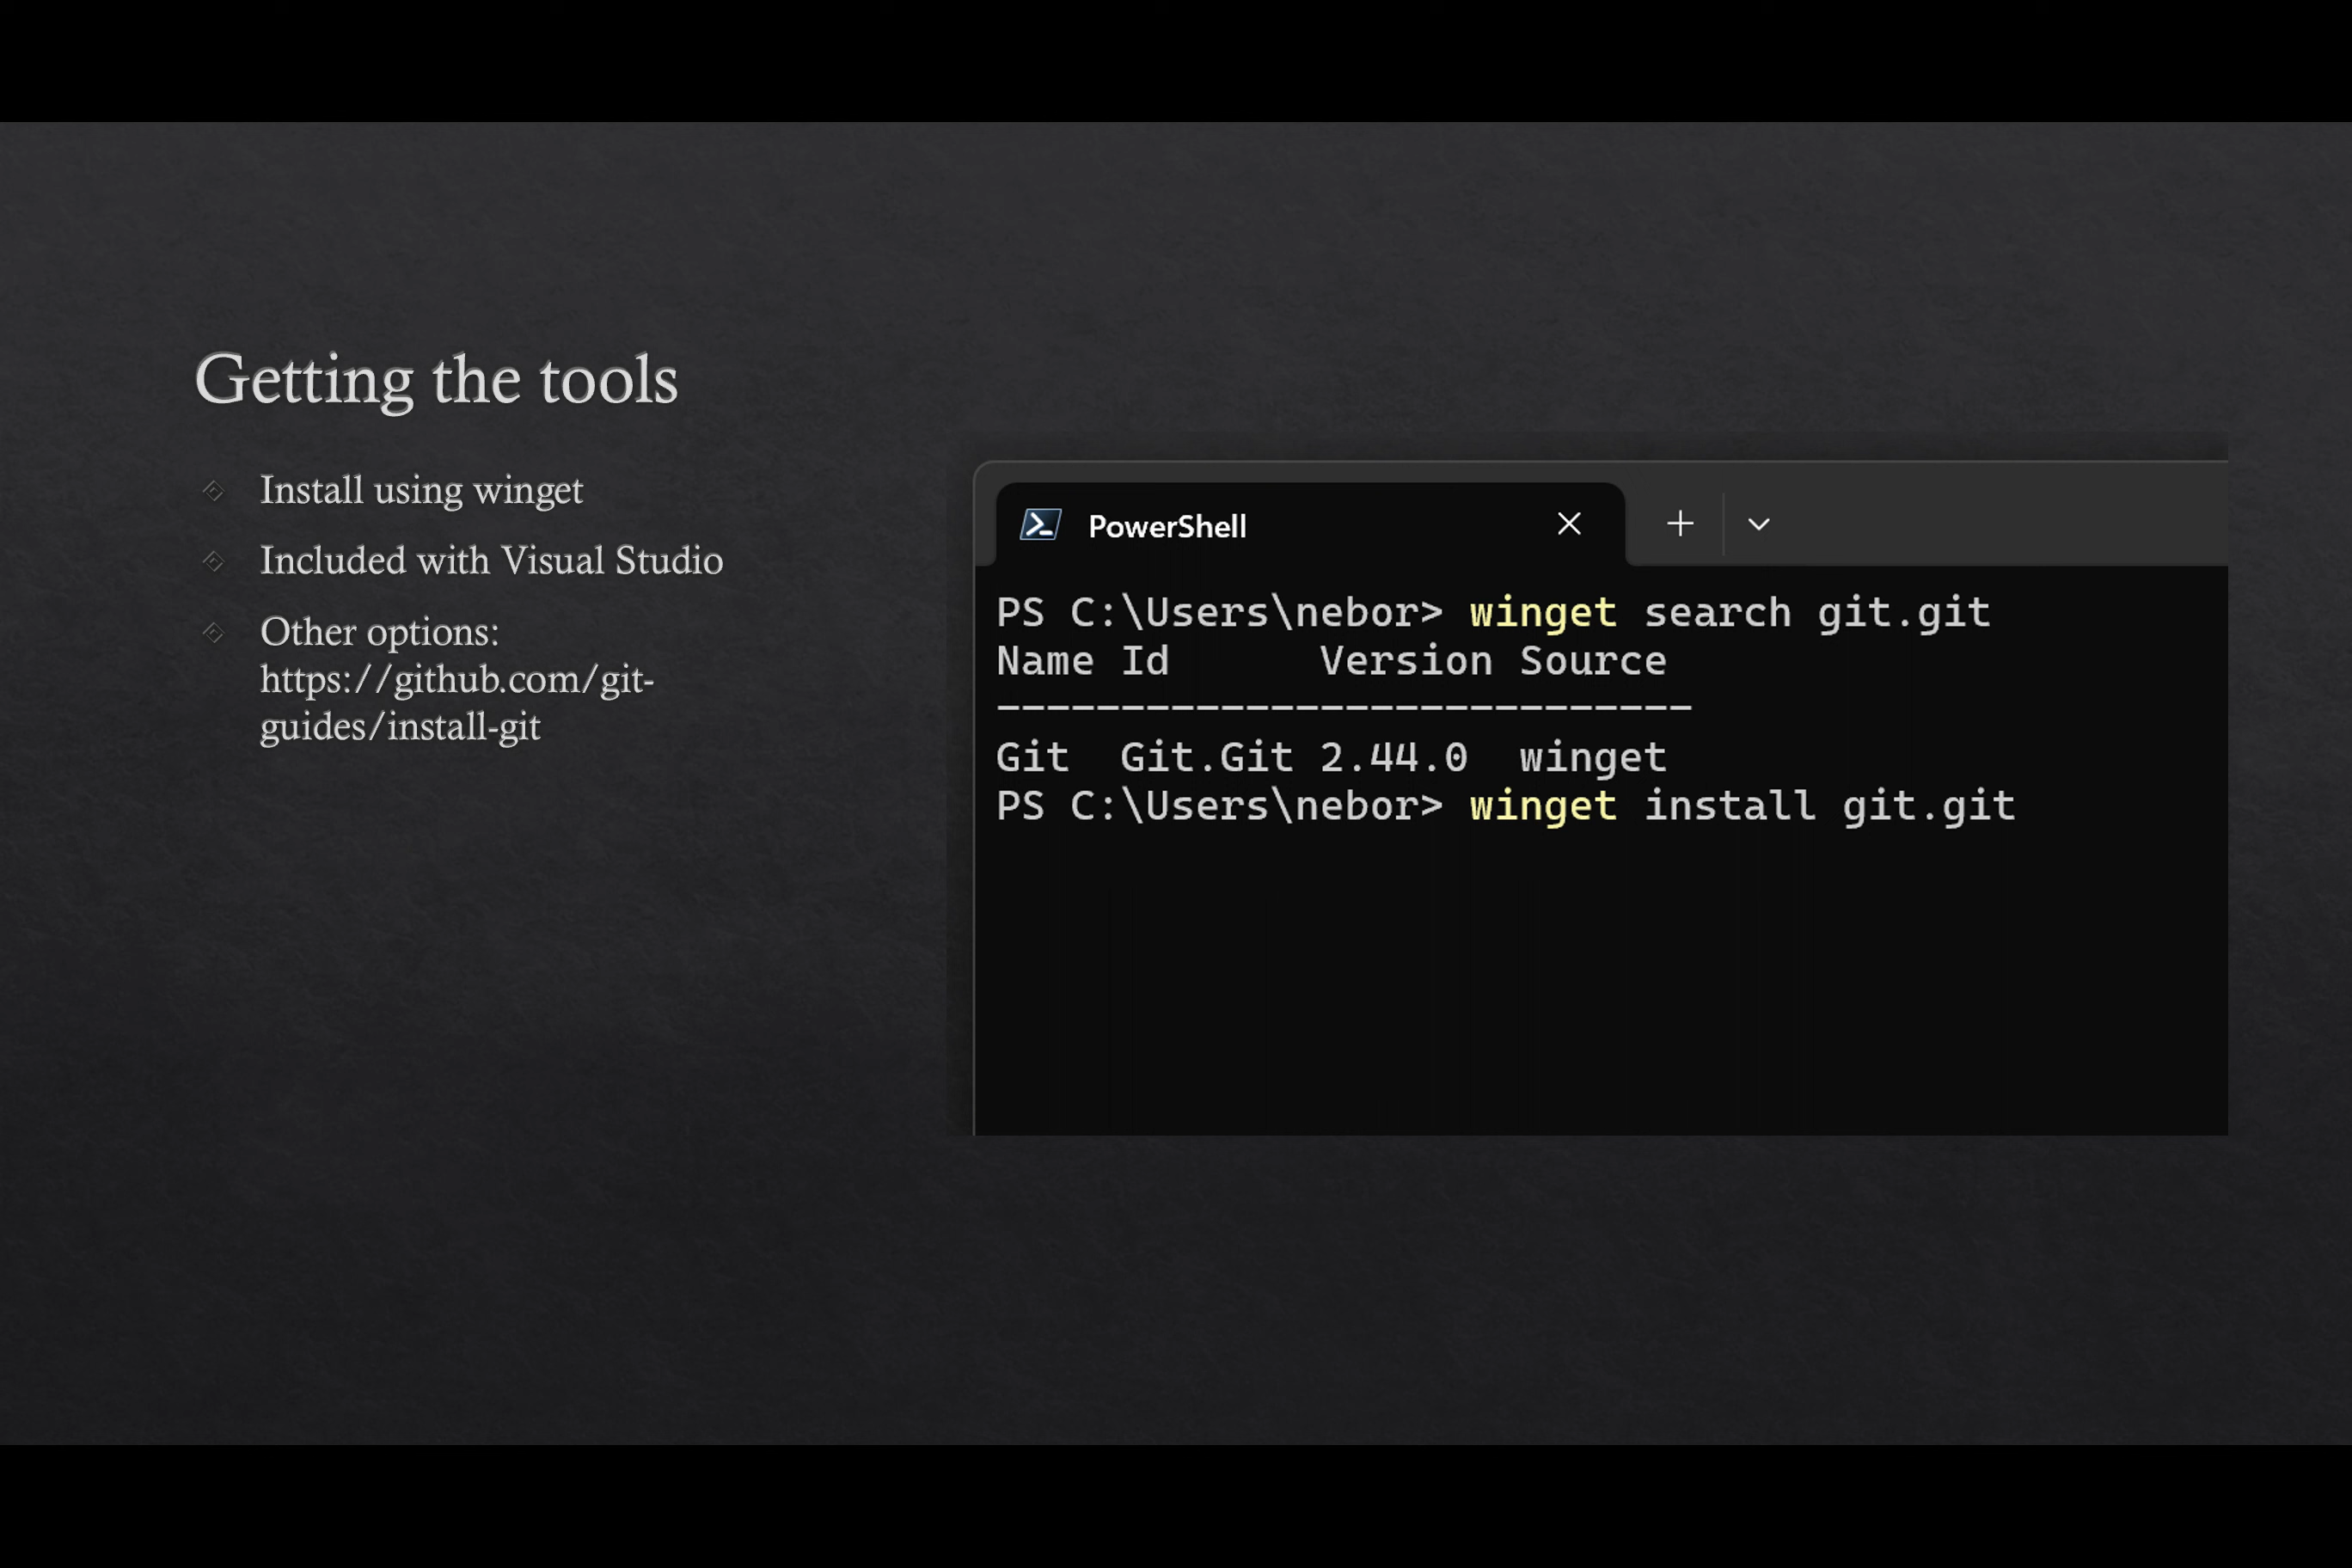 Getting the tools
Install using winget
Included with Visual Studio
Other options:
https://github.com/git-
guides/install-git
PowerShell
PS C:\Users\nebor> winget search git.git
Name Id      Version Source
----------------------------
Git  Git.Git 2.44.0  winget
PS C:\Users\nebor> winget install git.git